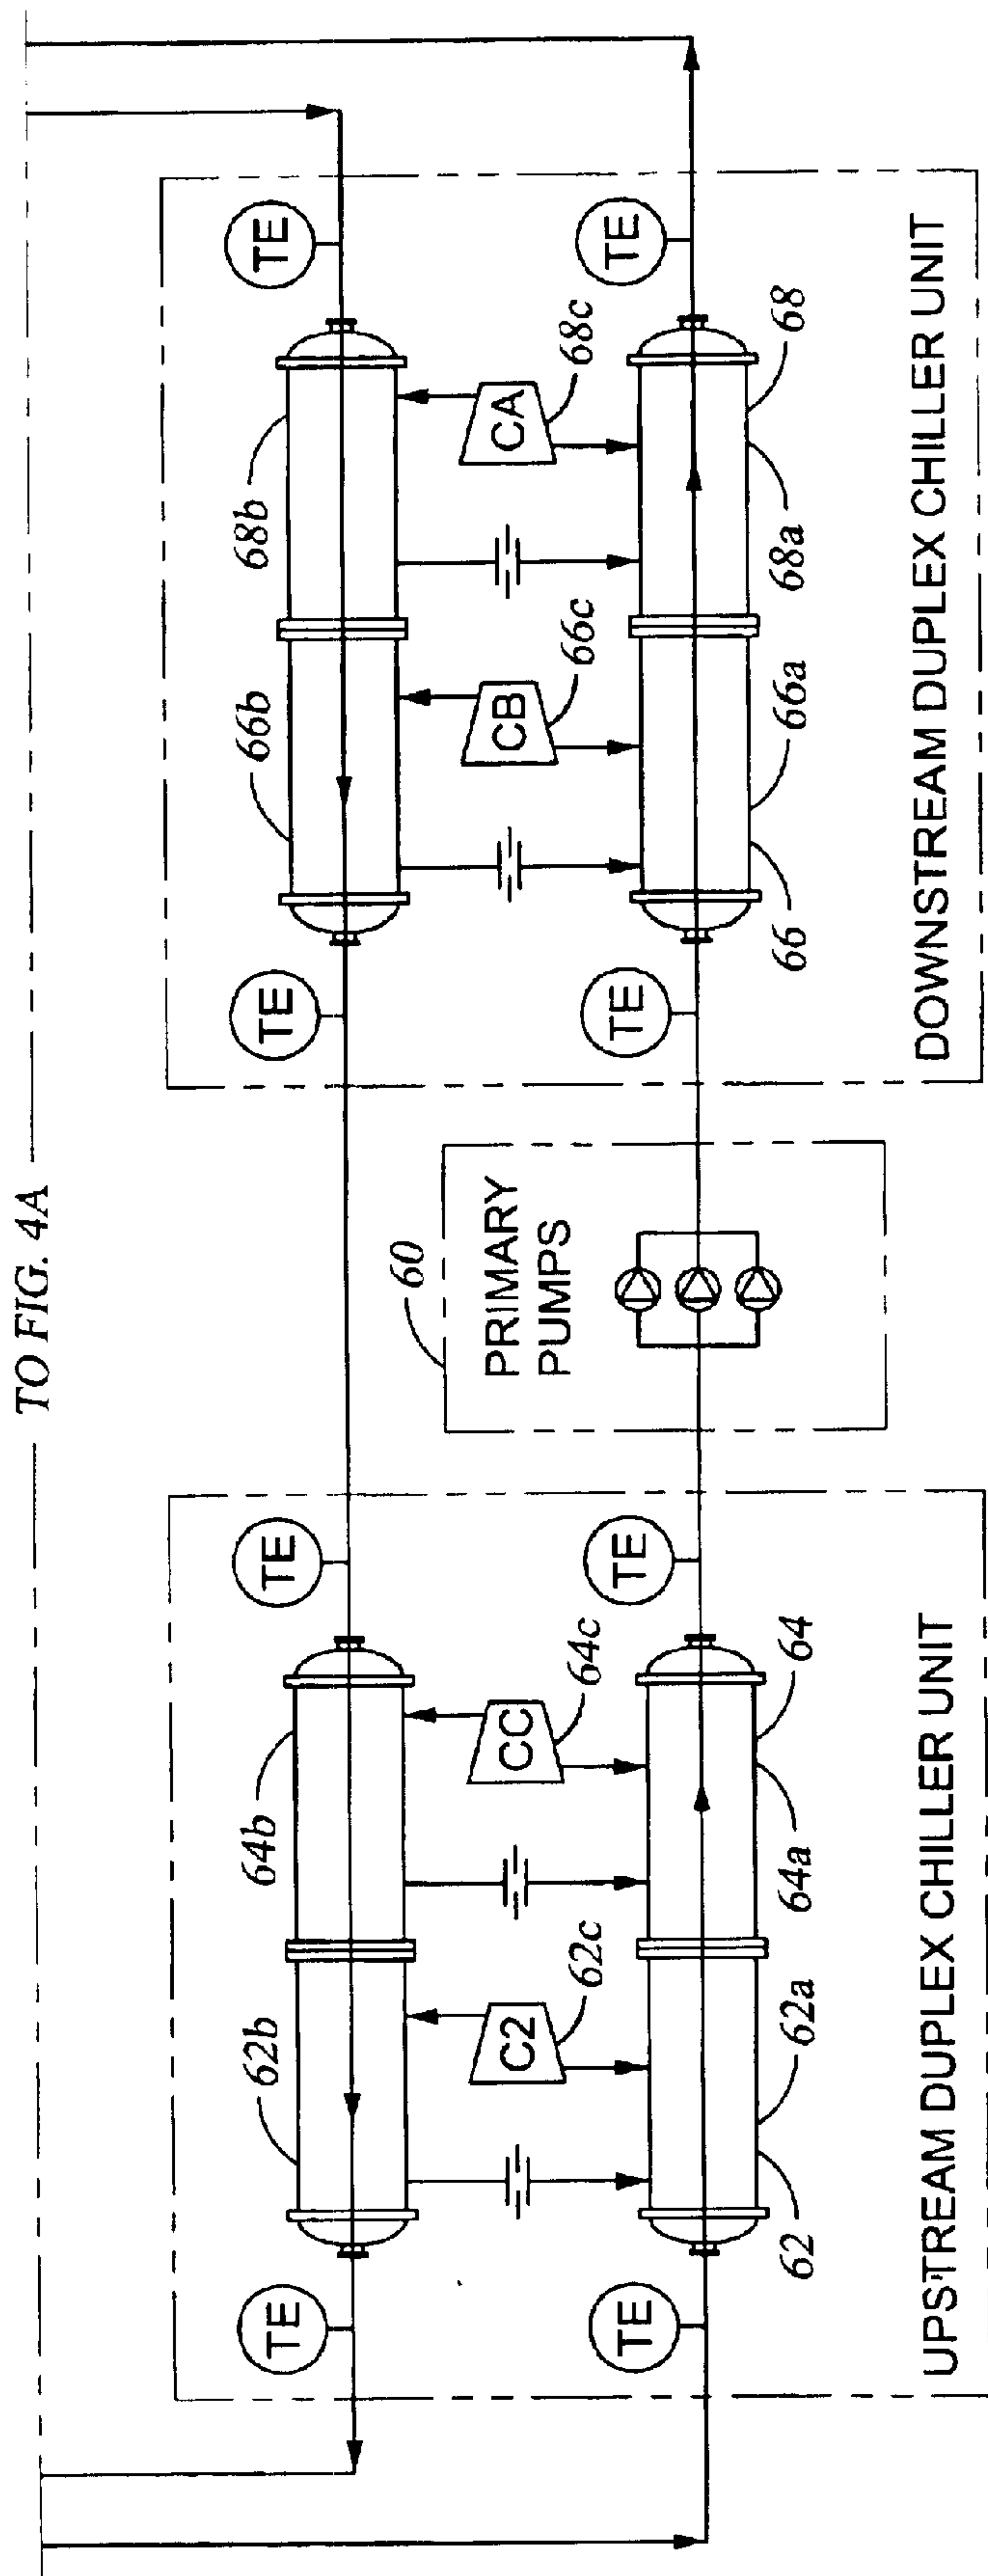 TO FIG. 4A
TE
TE
64b
62b
CC
64c
C2
62c
TE
TE
64
64a
62a
62
UPSTREAM DUPLEX CHILLER UNIT
60
PRIMARY
PUMPS
TE
TE
68b
66b
CA
68c
CB
66c
TE
TE
68
68a
66a
66
DOWNSTREAM DUPLEX CHILLER UNIT